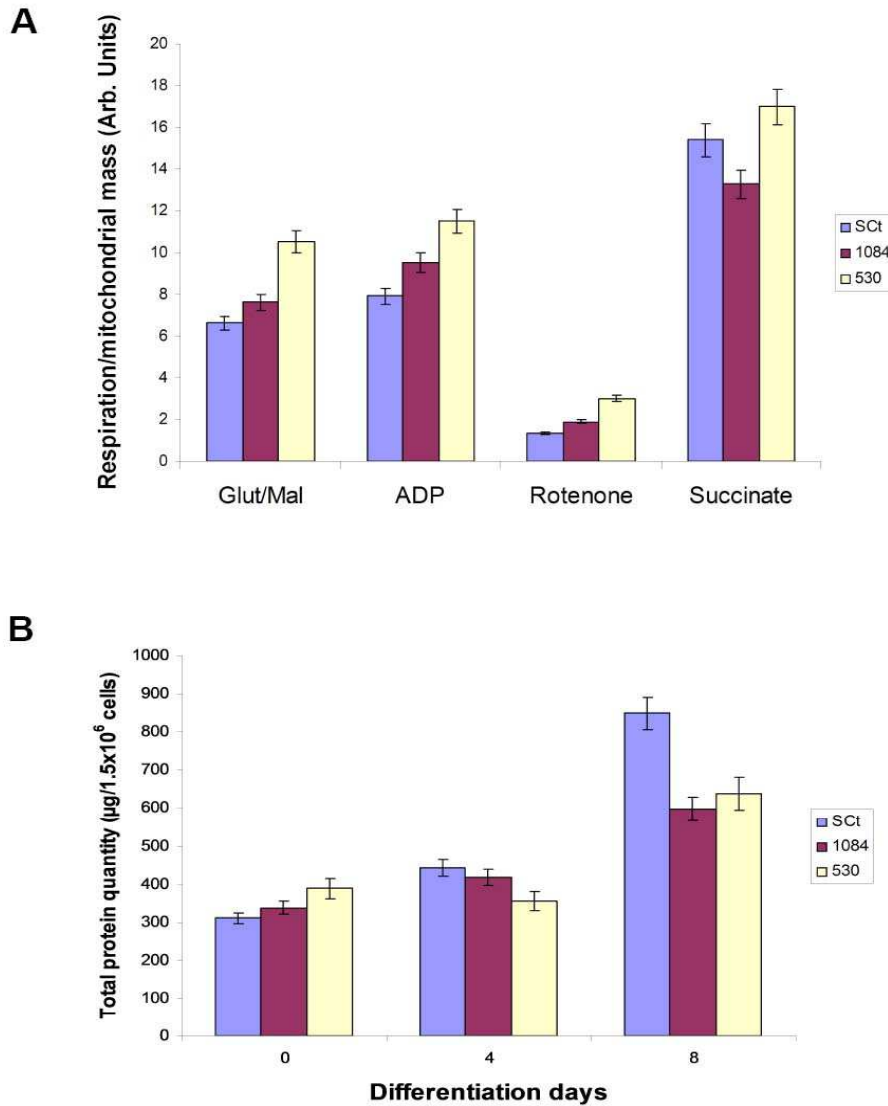 A
Respiration/mitochondrial mass (Arb. Units)
20
18
16
14
12
10
8
6
4
2
0
Glut/Mal ADP Rotenone Succinate
SCt
1084
530
B
Total protein quantity (µg/1.5x10⁶ cells)
1000
900
800
700
600
500
400
300
200
100
0
0 4 8
Differentiation days
SCt
1084
530